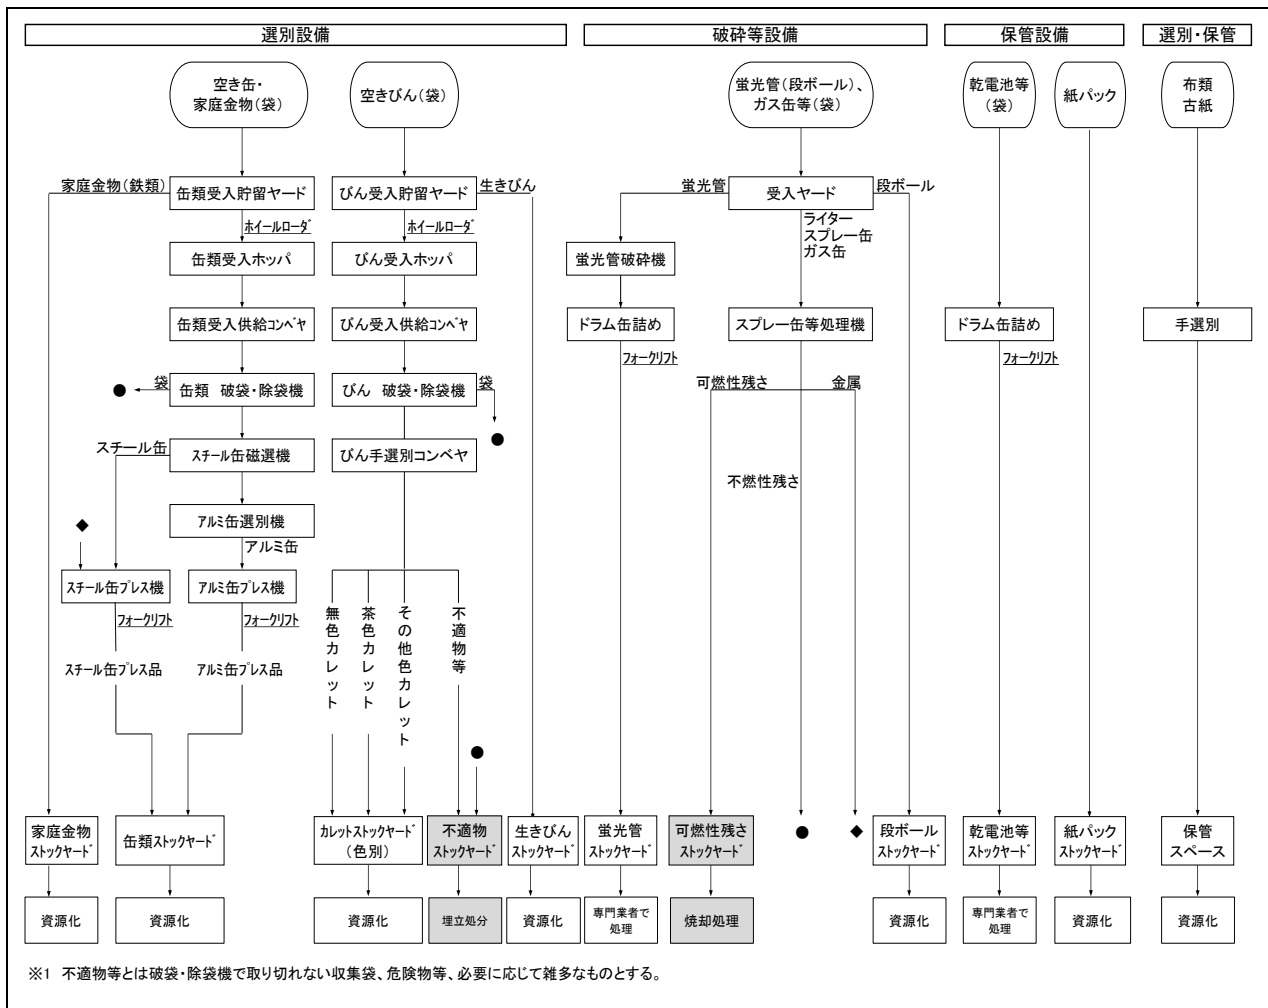 選別設備
破砕等設備
保管設備
選別・保管
空き缶・
家庭金物(袋)
空きびん(袋)
蛍光管(段ボール)、
ガス缶等(袋)
乾電池等
(袋)
紙パック
布類
古紙
家庭金物(鉄類)
缶類受入貯留ヤード
びん受入貯留ヤード
生きびん
蛍光管
受入ヤード
段ボール
ホイールローダ
ホイールローダ
ライター
スプレー缶
ガス缶
缶類受入ホッパ
びん受入ホッパ
蛍光管破砕機
缶類受入供給コンベヤ
びん受入供給コンベヤ
ドラム缶詰め
スプレー缶等処理機
ドラム缶詰め
手選別
フォークリフト
フォークリフト
袋
缶類 破袋・除袋機
びん 破袋・除袋機
袋
可燃性残さ
金属
スチール缶
スチール缶磁選機
びん手選別コンベヤ
不燃性残さ
アルミ缶選別機
アルミ缶
スチール缶プレス機
アルミ缶プレス機
フォークリフト
フォークリフト
無色カレット
茶色カレット
その他色カレット
不適物等
スチール缶プレス品
アルミ缶プレス品
家庭金物
ストックヤード
缶類ストックヤード
カレットストックヤード
(色別)
不適物
ストックヤード
生きびん
ストックヤード
蛍光管
ストックヤード
可燃性残さ
ストックヤード
段ボール
ストックヤード
乾電池等
ストックヤード
紙パック
ストックヤード
保管
スペース
資源化
資源化
資源化
埋立処分
資源化
専門業者で
処理
焼却処理
資源化
専門業者で
処理
資源化
資源化
※1 不適物等とは破袋・除袋機で取り切れない収集袋、危険物等、必要に応じて雑多なものとする。